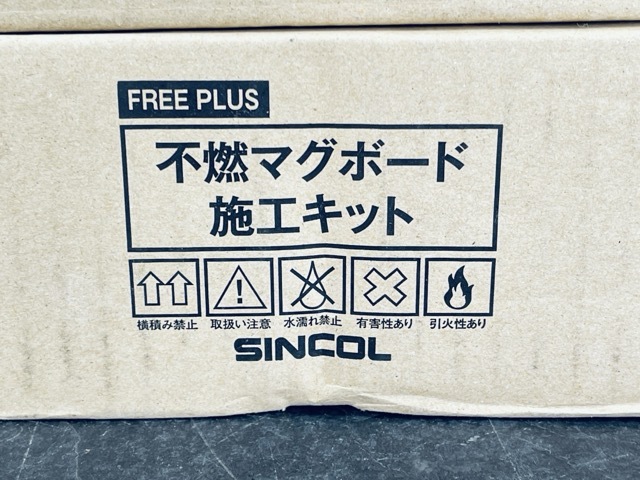 FREE PLUS
不燃マグボード
施工キット
横積み禁止 取扱い注意 水濡れ禁止 有害性あり 引火性あり
SINCOL